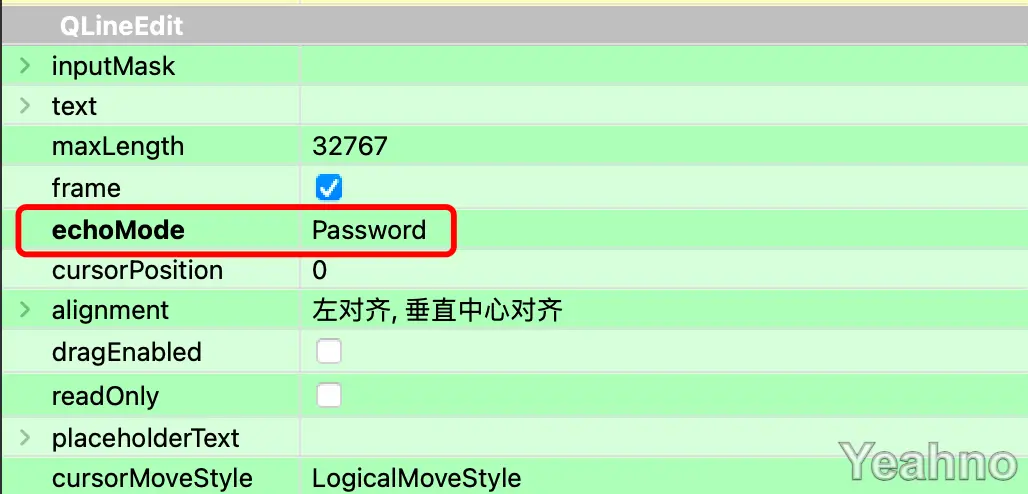 QLineEdit
inputMask
text
maxLength 32767
frame
echoMode Password
cursorPosition 0
alignment 左对齐, 垂直中心对齐
dragEnabled
readOnly
placeholderText
cursorMoveStyle LogicalMoveStyle
Yeahno